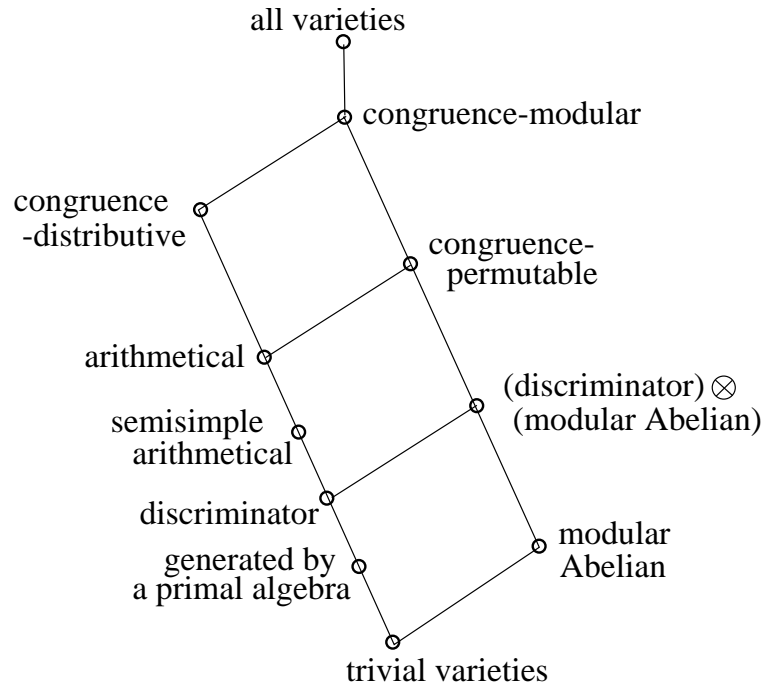 all varieties
congruence-modular
congruence
-distributive
congruence-
permutable
arithmetical
(discriminator) ⊗
(modular Abelian)
semisimple
arithmetical
discriminator
modular
Abelian
generated by
a primal algebra
trivial varieties